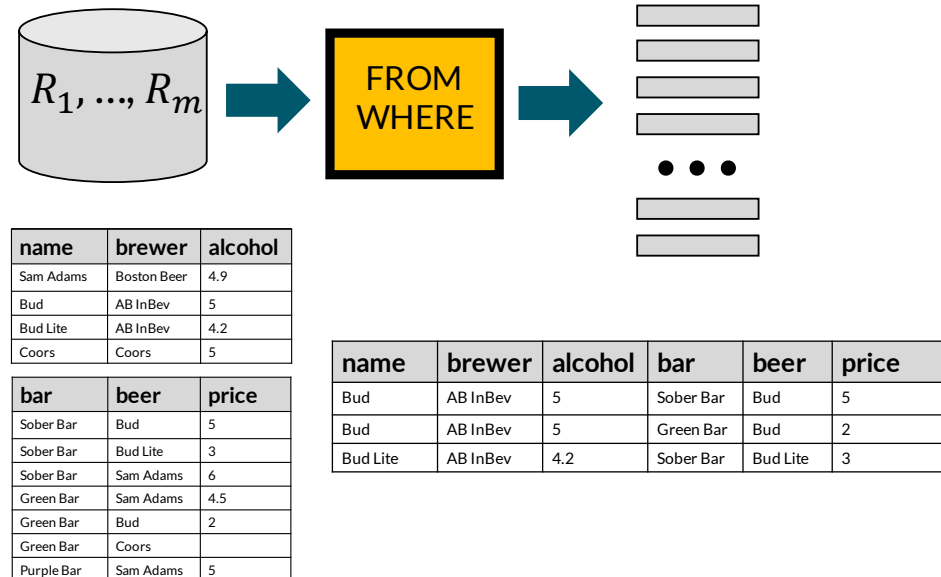 R₁, ..., Rₘ
FROM
WHERE
name brewer alcohol
Sam Adams Boston Beer 4.9
Bud AB InBev 5
Bud Lite AB InBev 4.2
Coors Coors 5
bar beer price
Sober Bar Bud 5
Sober Bar Bud Lite 3
Sober Bar Sam Adams 6
Green Bar Sam Adams 4.5
Green Bar Bud 2
Green Bar Coors
Purple Bar Sam Adams 5
name brewer alcohol bar beer price
Bud AB InBev 5 Sober Bar Bud 5
Bud AB InBev 5 Green Bar Bud 2
Bud Lite AB InBev 4.2 Sober Bar Bud Lite 3